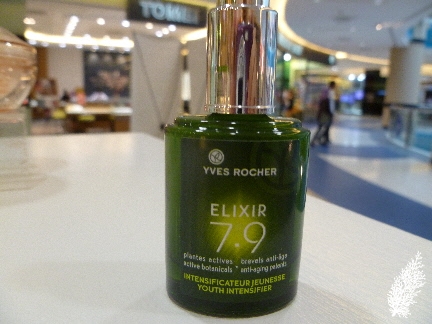 TOMMY
YVES ROCHER
ELIXIR
7.9
plantes actives * brevets anti-âge
active botanicals * anti-aging patents
INTENSIFICATEUR JEUNESSE
YOUTH INTENSIFIER